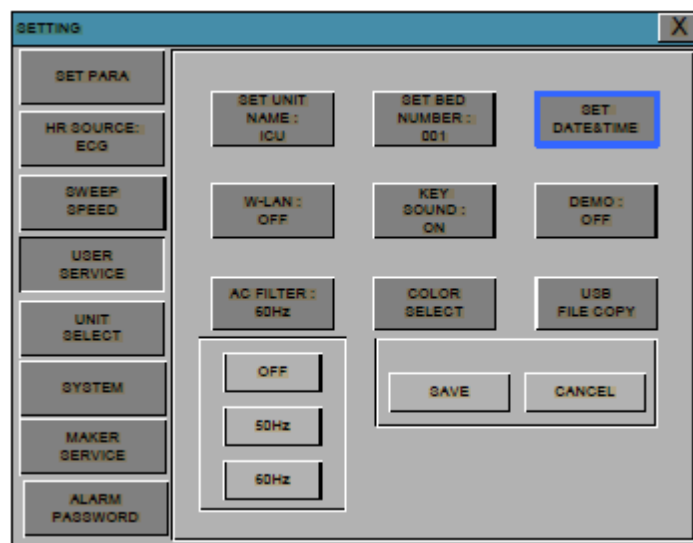 SETTING
X
SET PARA
HR SOURCE:
ECG
SWEEP
SPEED
USER
SERVICE
UNIT
SELECT
SYSTEM
MAKER
SERVICE
ALARM
PASSWORD
SET UNIT
NAME :
ICU
SET BED
NUMBER :
001
SET
DATE&TIME
W-LAN :
OFF
KEY
SOUND :
ON
DEMO :
OFF
AC FILTER :
60Hz
COLOR
SELECT
USB
FILE COPY
OFF
50Hz
60Hz
SAVE
CANCEL